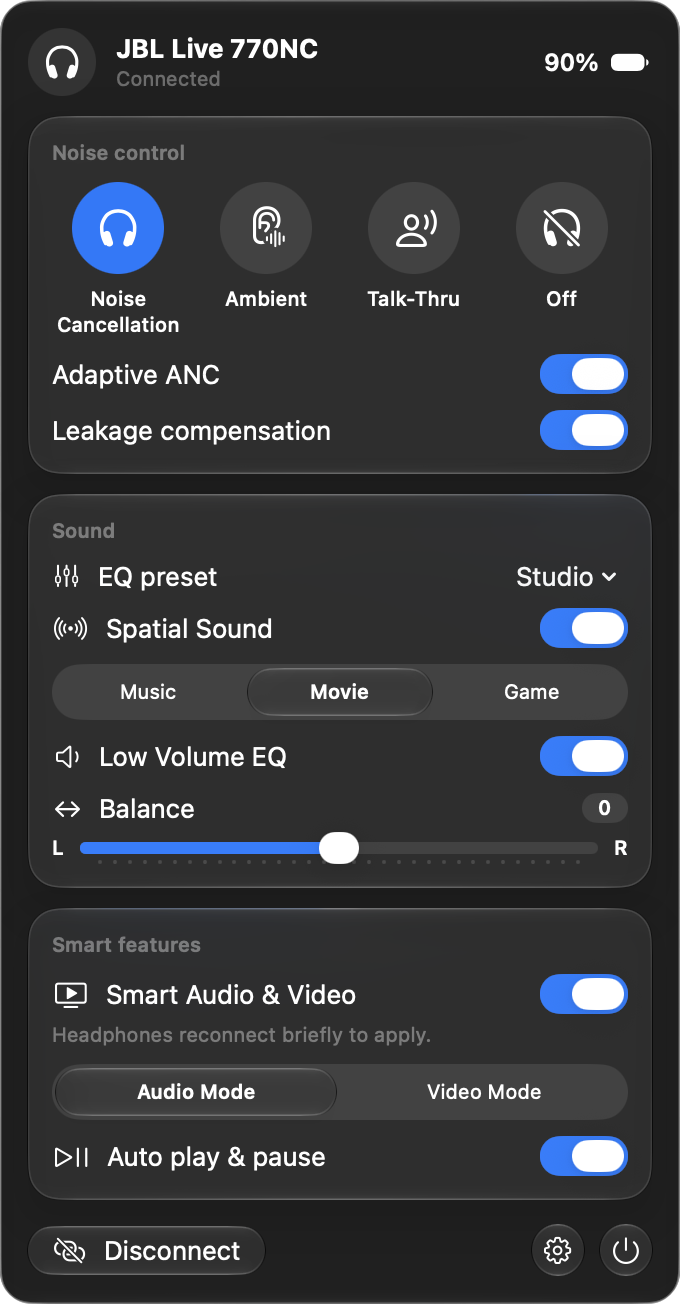 JBL Live 770NC
Connected
90%
Noise control
Noise
Cancellation
Ambient
Talk-Thru
Off
Adaptive ANC
Leakage compensation
Sound
EQ preset
Studio
Spatial Sound
Music
Movie
Game
Low Volume EQ
Balance
0
L
R
Smart features
Smart Audio & Video
Headphones reconnect briefly to apply.
Audio Mode
Video Mode
Auto play & pause
Disconnect